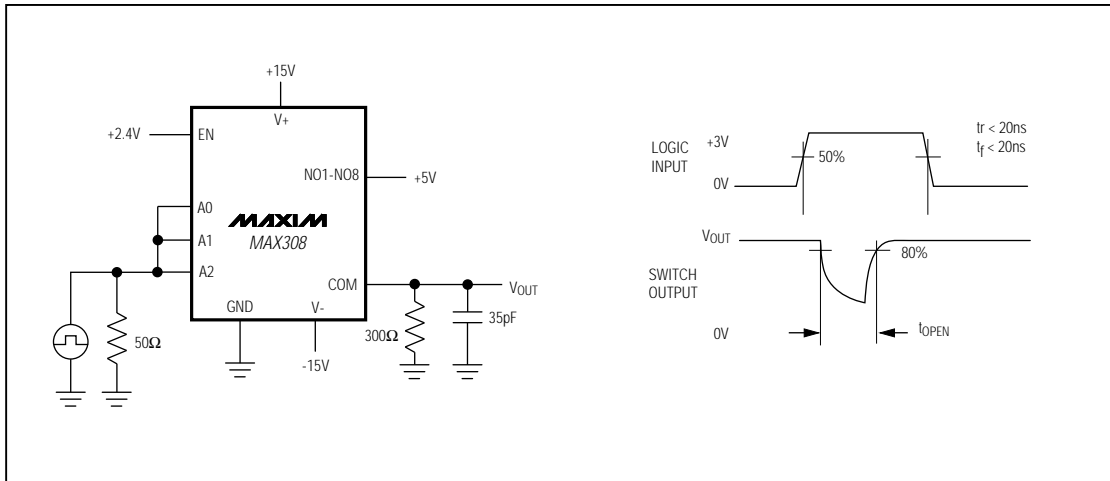 +15V
V+
+2.4V
EN
NO1-NO8
+5V
A0
MAXIM
A1
MAX308
A2
COM
VOUT
GND
V-
50Ω
300Ω
35pF
-15V
LOGIC
INPUT
+3V
50%
0V
tr < 20ns
tf < 20ns
VOUT
80%
SWITCH
OUTPUT
0V
tOPEN